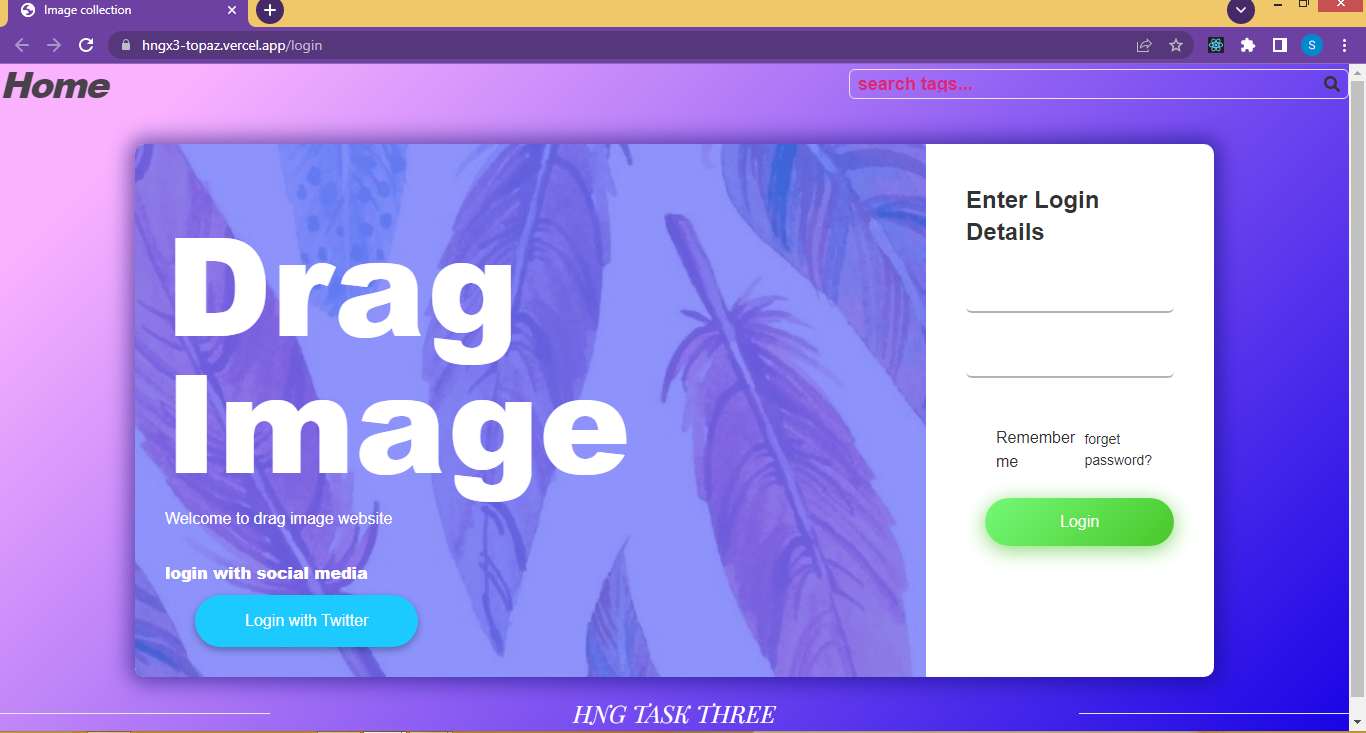 Image collection
hngx3-topaz.vercel.app/login
S
Home
search tags...
Drag
Image
Welcome to drag image website
login with social media
Login with Twitter
Enter Login
Details
Remember
me
forget
password?
Login
HNG TASK THREE